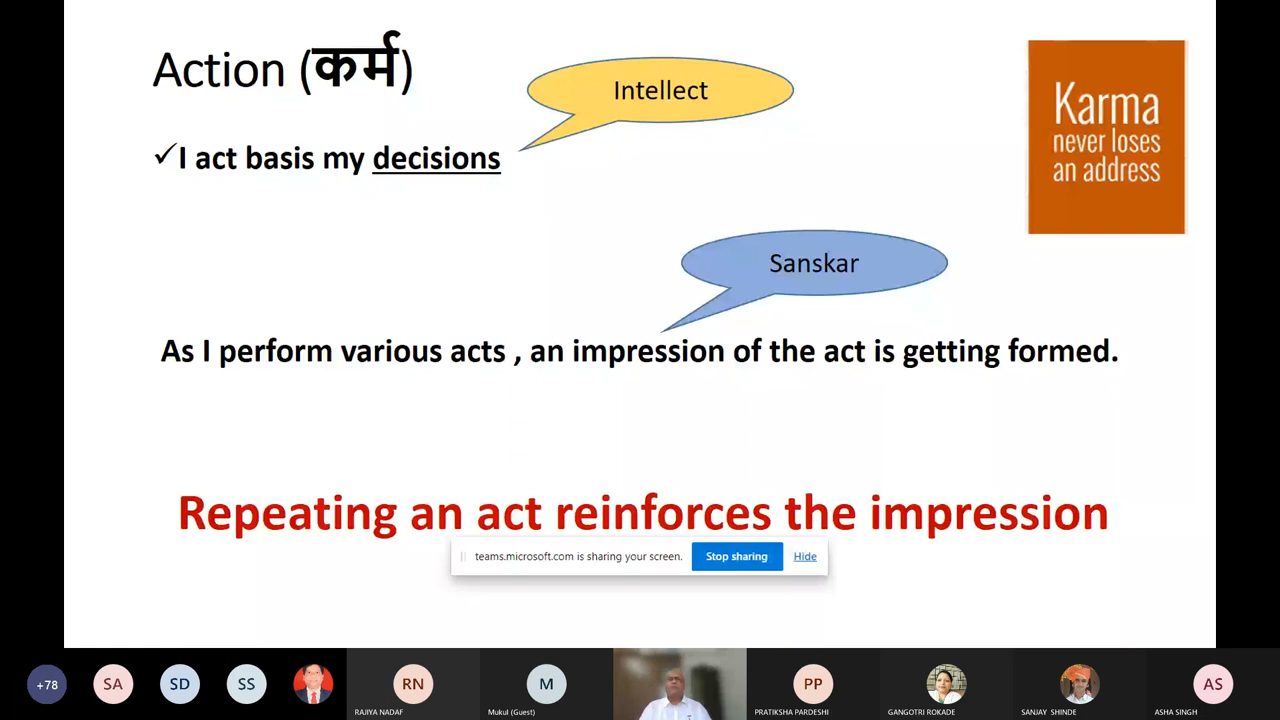 Action (कर्म)
Intellect
✓I act basis my decisions
Karma
never loses
an address
Sanskar
As I perform various acts , an impression of the act is getting formed.
Repeating an act reinforces the impression
teams.microsoft.com is sharing your screen.
Stop sharing
Hide
+78
SA
SD
SS
RN
RAJIYA NADAF
M
Mukul (Guest)
PP
PRATIKSHA PARDESHI
GANGOTRI ROKADE
SANJAY SHINDE
AS
ASHA SINGH